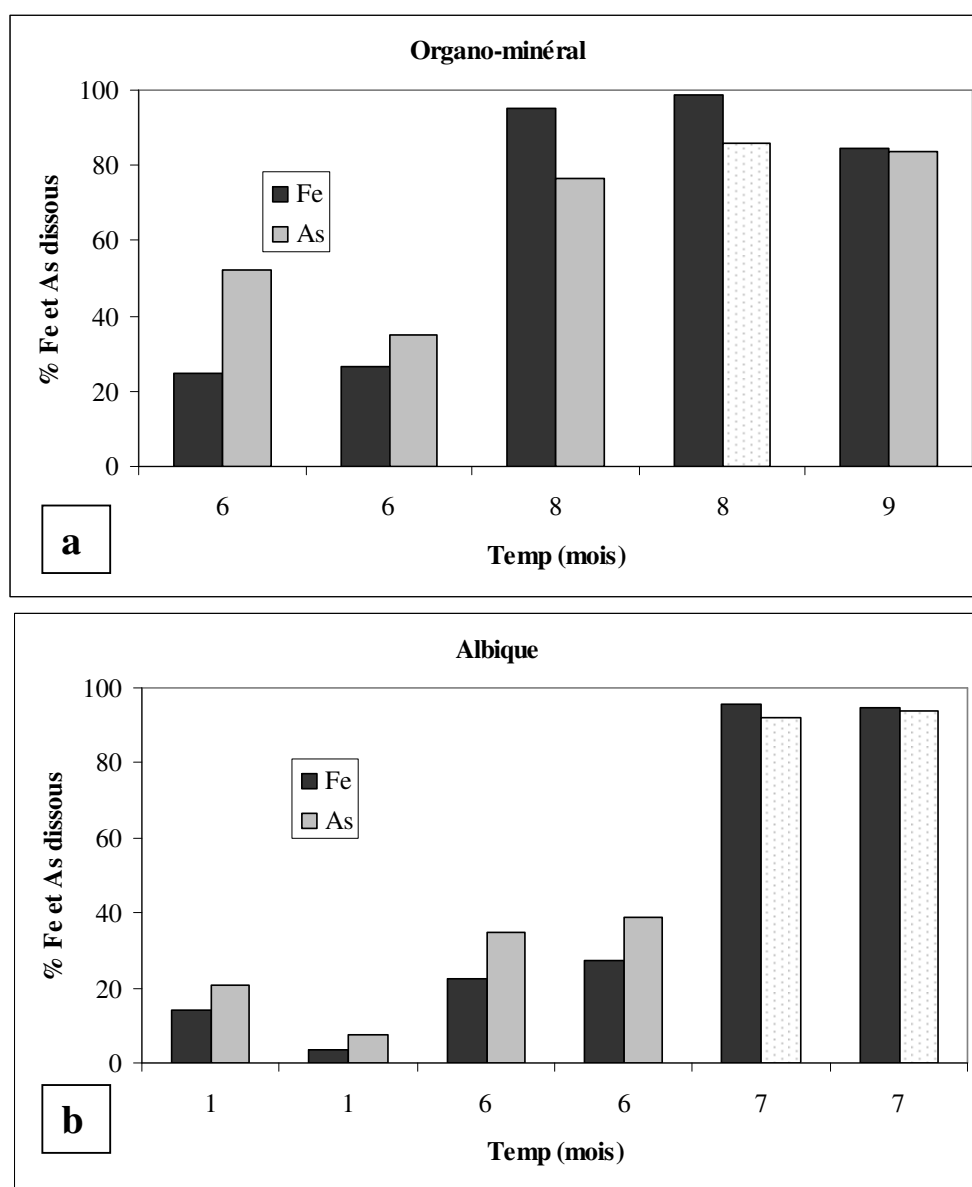 Organo-minéral
100
80
60
40
20
0
% Fe et As dissous
Fe
As
6 6 8 8 9
Temp (mois)
a
Albique
100
80
60
40
20
0
% Fe et As dissous
Fe
As
1 1 6 6 7 7
Temp (mois)
b